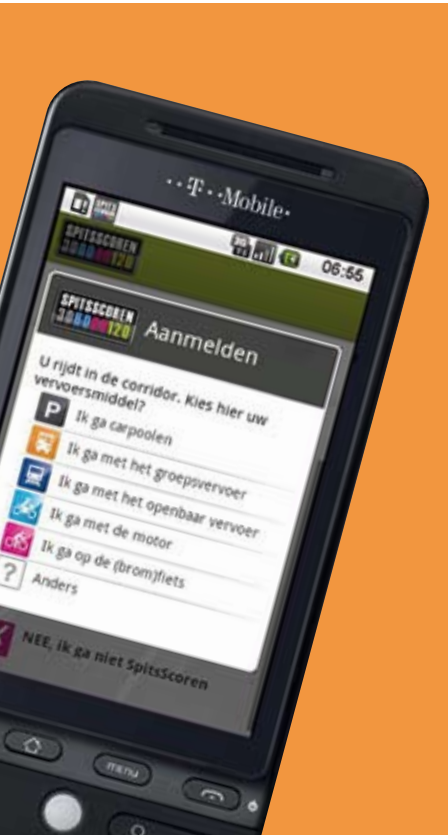 T-Mobile
06:55
SPITSSCOREN
SPITSSCOREN
Aanmelden
U rijdt in de corridor. Kies hier uw
vervoersmiddel?
P Ik ga carpoolen
Ik ga met het groepsvervoer
Ik ga met het openbaar vervoer
Ik ga met de motor
Ik ga op de (brom)fiets
? Anders
NEE, ik ga niet SpitsScoren
menu